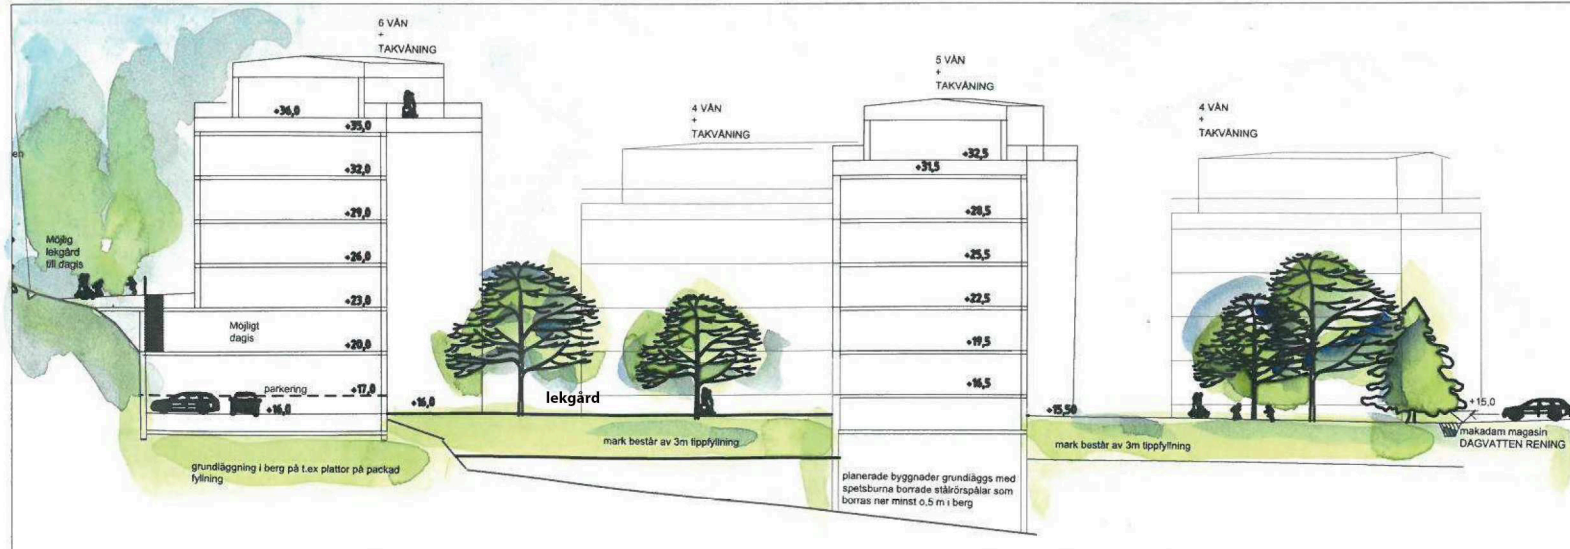 6 VÅN
+
TAKVÅNING
5 VÅN
+
TAKVÅNING
4 VÅN
+
TAKVÅNING
4 VÅN
+
TAKVÅNING
en
Möjlig
lekgård
till dagis
+36,0
+35,0
+32,0
+29,0
+26,0
+23,0
Möjligt
dagis
+20,0
parkering
+17,0
+16,0
+16,0
lekgård
+32,5
+31,5
+28,5
+25,5
+22,5
+19,5
+16,5
+15,50
+15,0
makadam magasin
DAGVATTEN RENING
mark består av 3m tippfyllning
mark består av 3m tippfyllning
grundläggning i berg på t.ex plattor på packad
fyllning
planerade byggnader grundläggs med
spetsburna borrade stålrörspålar som
borras ner minst 0,5 m i berg